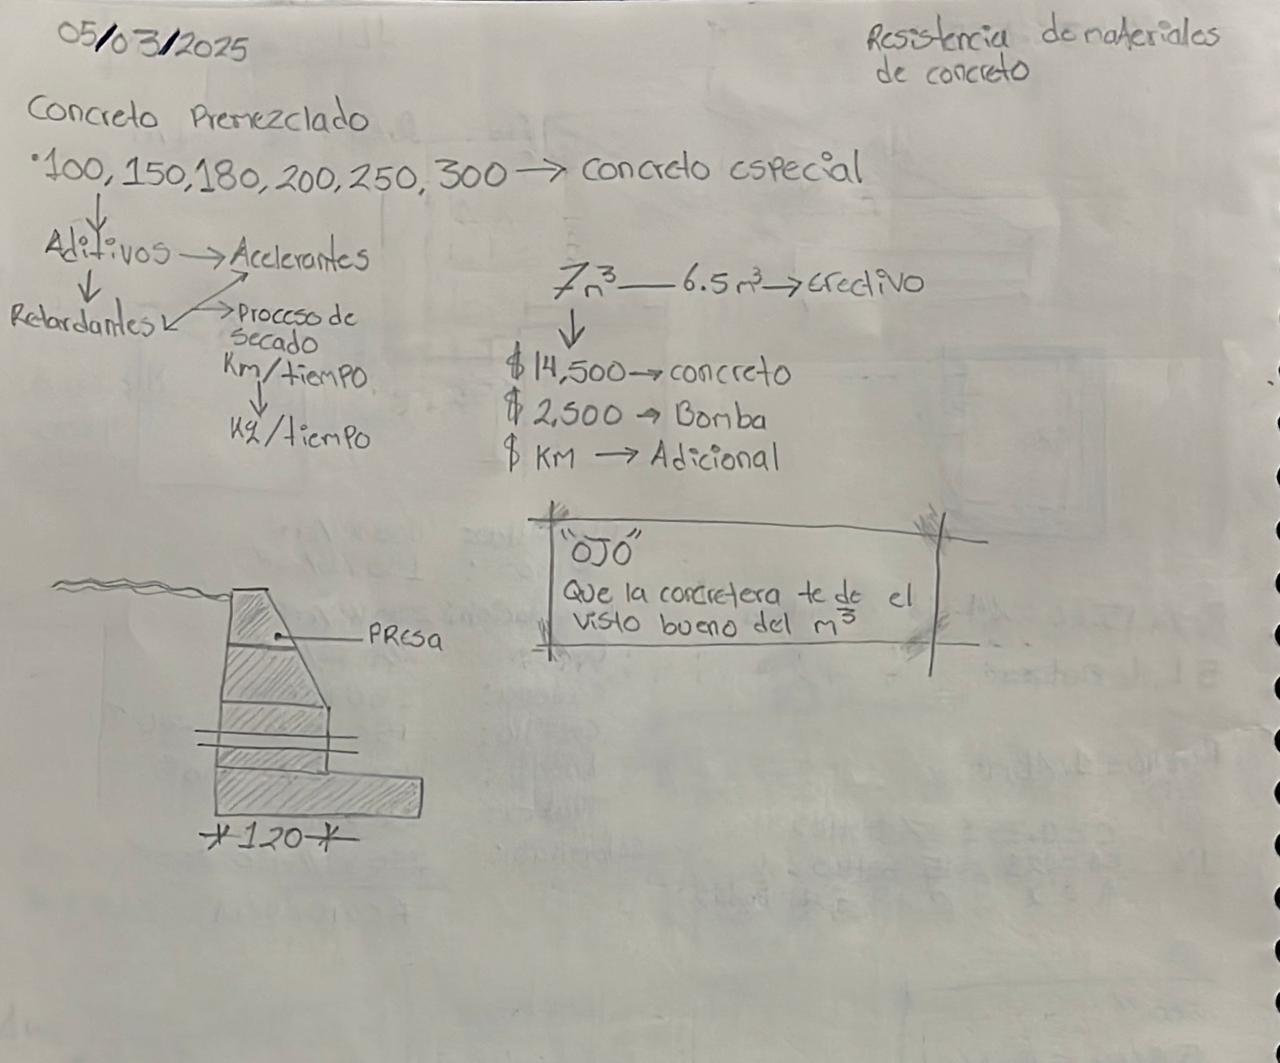 05/03/2025
Resistencia de materiales
de concreto
Concreto Premezclado
·100, 150, 180, 200, 250, 300 → concreto especial
Aditivos → Acelerantes
Retardantes → Proceso de
secado
Km/tiempo
Kg/tiempo
7m³ — 6.5 m³ → efectivo
$ 14,500 → concreto
$ 2,500 → Bomba
$ KM → Adicional
"OJO"
Que la concretera te de el
visto bueno del m³
PRESA
120